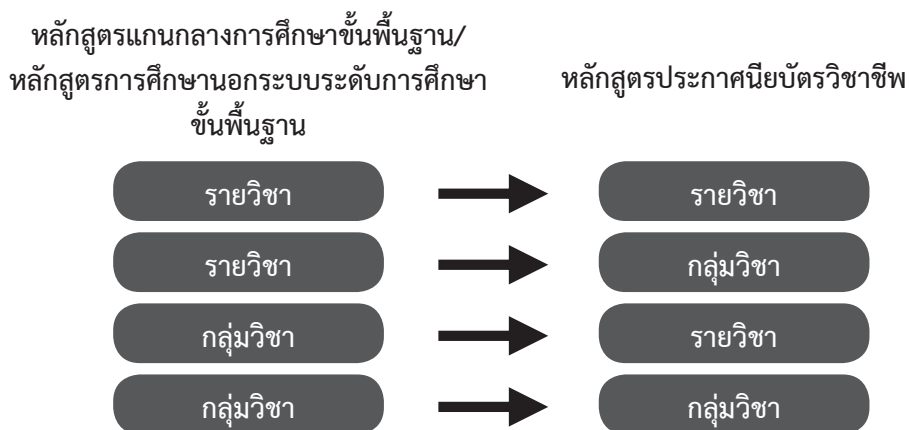 หลักสูตรแกนกลางการศึกษาขั้นพื้นฐาน/
หลักสูตรการศึกษานอกระบบระดับการศึกษา
ขั้นพื้นฐาน
หลักสูตรประกาศนียบัตรวิชาชีพ
รายวิชา
รายวิชา
รายวิชา
กลุ่มวิชา
กลุ่มวิชา
รายวิชา
กลุ่มวิชา
กลุ่มวิชา